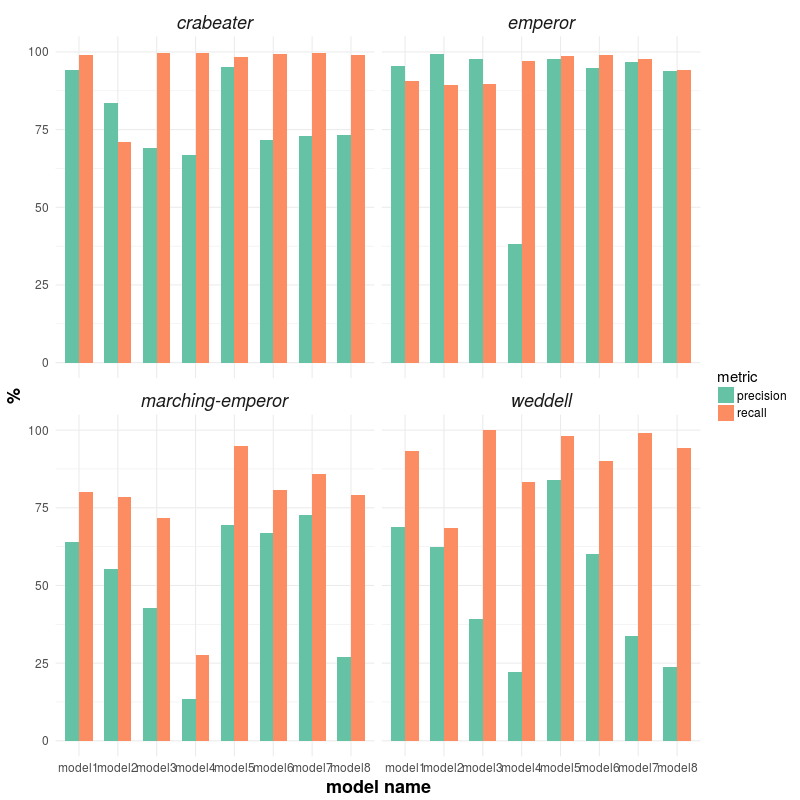 crabeater
emperor
100
75
50
25
0
marching-emperor
weddell
100
75
50
25
0
%
model1 model2 model3 model4 model5 model6 model7 model8
model1 model2 model3 model4 model5 model6 model7 model8
model name
metric
precision
recall